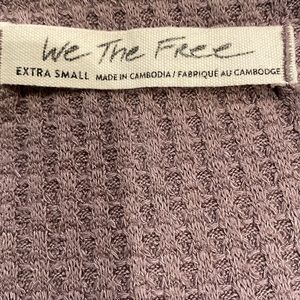 We The Free
EXTRA SMALL MADE IN CAMBODIA / FABRIQUÉ AU CAMBODGE